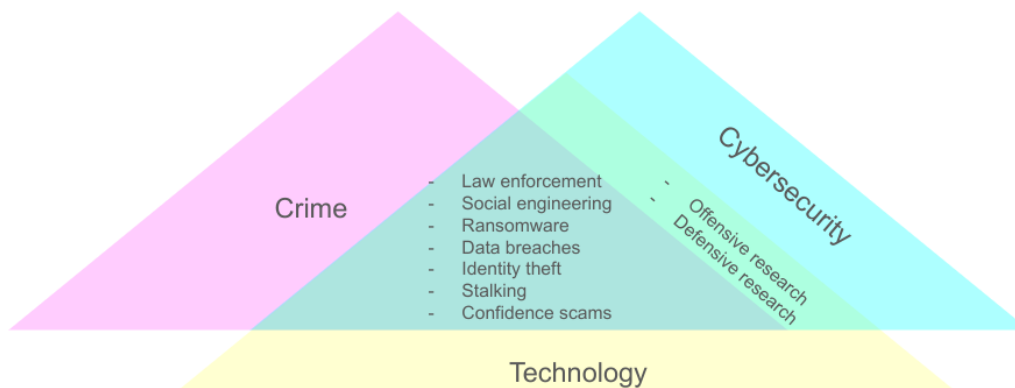 Crime
- Law enforcement
- Social engineering
- Ransomware
- Data breaches
- Identity theft
- Stalking
- Confidence scams
- Offensive research
- Defensive research
Cybersecurity
Technology